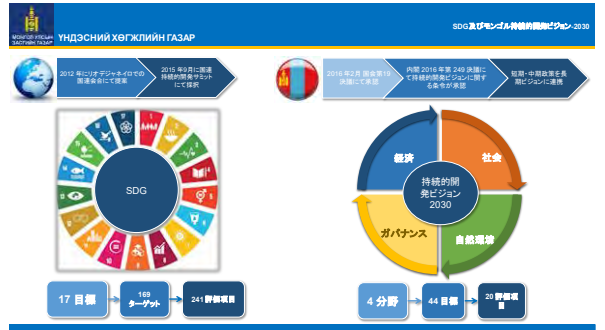 МОНГОЛ УЛСЫН
ЗАСГИЙН ГАЗАР
ҮНДЭСНИЙ ХӨГЖЛИЙН ГАЗАР
SDG及びモンゴル持続的開発ビジョン-2030
2012 年にリオデジャネイロでの
国連会合にて提案
2015 年9月に国連
持続的開発サミット
にて採択
2016 年2月 国会第19
決議にて承認
内閣 2016 年第 249 決議に
て持続的開発ビジョンに関す
る条令が承認
短期・中期政策を長
期ビジョンに連携
SDG
経済
社会
持続的開
発ビジョン
2030
ガバナンス
自然環境
17 目標
169
ターゲット
241 評価項目
4 分野
44 目標
20 評価項
目